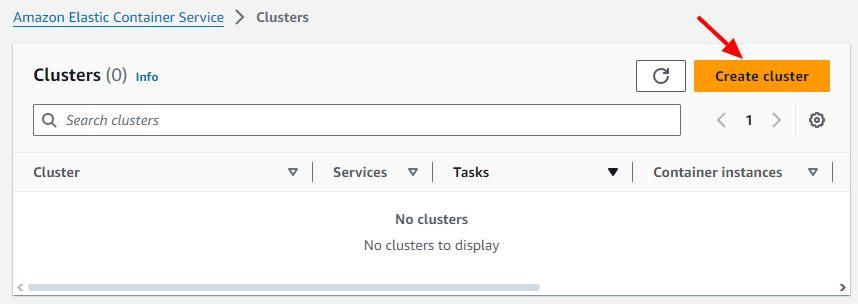 Amazon Elastic Container Service > Clusters
Clusters (0) Info
Create cluster
Search clusters
1
Cluster Services Tasks Container instances
No clusters
No clusters to display